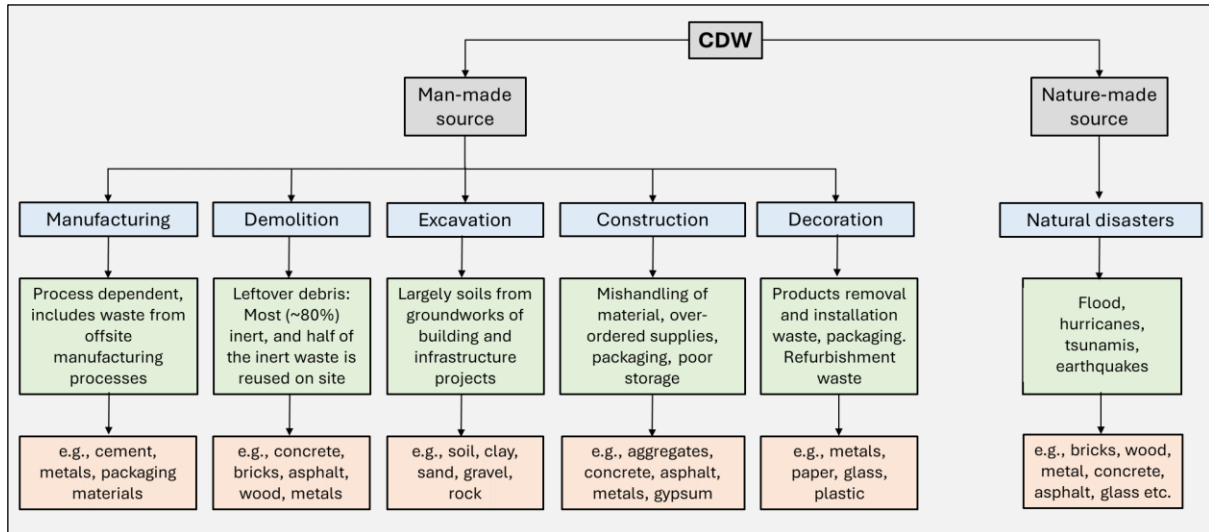 CDW
Man-made
source
Nature-made
source
Manufacturing
Demolition
Excavation
Construction
Decoration
Natural disasters
Process dependent,
includes waste from
offsite
manufacturing
processes
Leftover debris:
Most (~80%)
inert, and half of
the inert waste is
reused on site
Largely soils from
groundworks of
building and
infrastructure
projects
Mishandling of
material, over-
ordered supplies,
packaging, poor
storage
Products removal
and installation
waste, packaging.
Refurbishment
waste
Flood,
hurricanes,
tsunamis,
earthquakes
e.g., cement,
metals, packaging
materials
e.g., concrete,
bricks, asphalt,
wood, metals
e.g., soil, clay,
sand, gravel,
rock
e.g., aggregates,
concrete, asphalt,
metals, gypsum
e.g., metals,
paper, glass,
plastic
e.g., bricks, wood,
metal, concrete,
asphalt, glass etc.